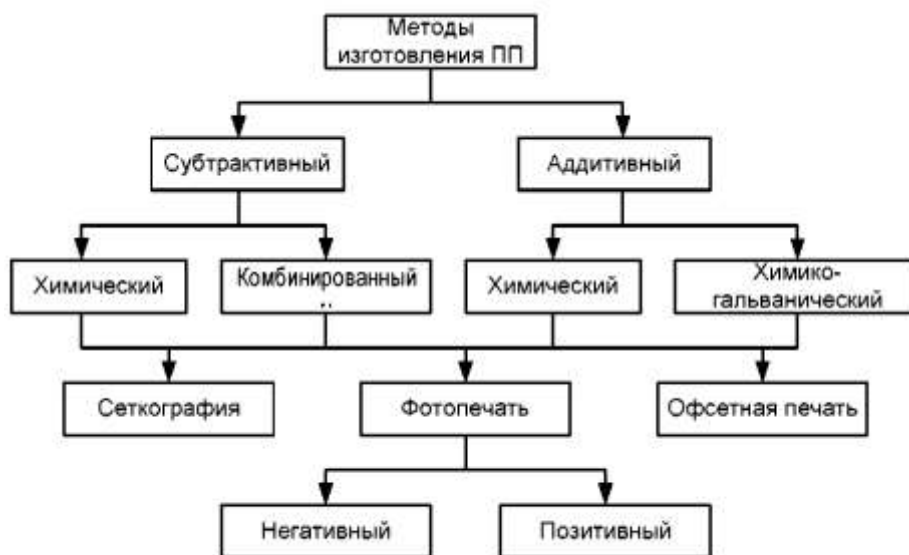 Методы
изготовления ПП
Субтрактивный
Аддитивный
Химический
Комбинированный
Химический
Химико-
гальванический
Сеткография
Фотопечать
Офсетная печать
Негативный
Позитивный